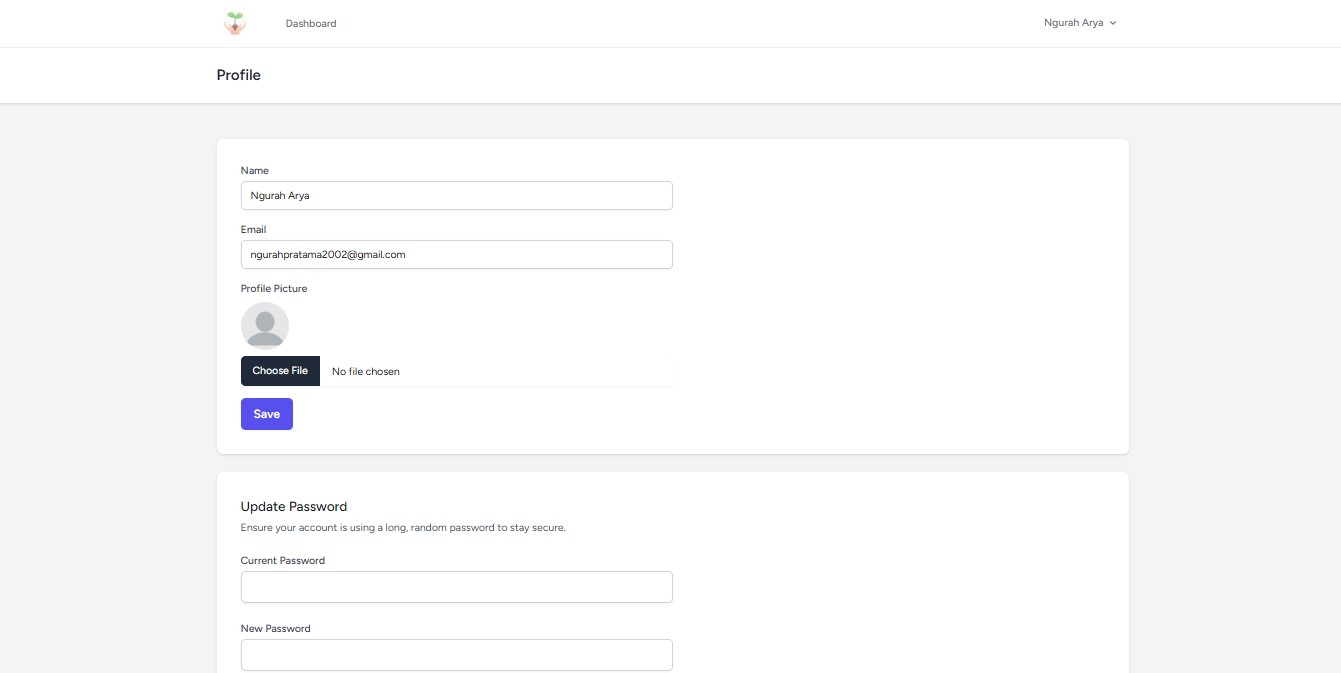 Dashboard
Ngurah Arya
Profile
Name
Ngurah Arya
Email
ngurahpratama2002@gmail.com
Profile Picture
Choose File No file chosen
Save
Update Password
Ensure your account is using a long, random password to stay secure.
Current Password
New Password